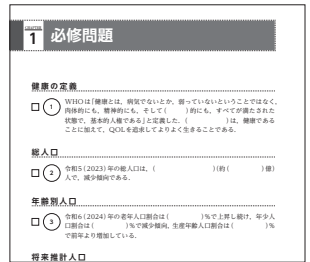 CHAPTER
1 必修問題
健康の定義
□ 1 WHOは「健康とは，病気でないとか，弱っていないということではなく，
肉体的にも，精神的にも，そして（　　　）的にも，すべてが満たされた
状態で，基本的人権である」と定義した．（　　　）は，健康である
ことに加えて，QOLを追求してよりよく生きることである．
総人口
□ 2 令和5（2023）年の総人口は，（　　　）（約（　　　）億）
人で，減少傾向である．
年齢別人口
□ 3 令和6（2024）年の老年人口割合は（　　　）％で上昇し続け，年少人
口割合は（　　　）％で減少傾向，生産年齢人口割合は（　　　）％
で前年より増加している．
将来推計人口